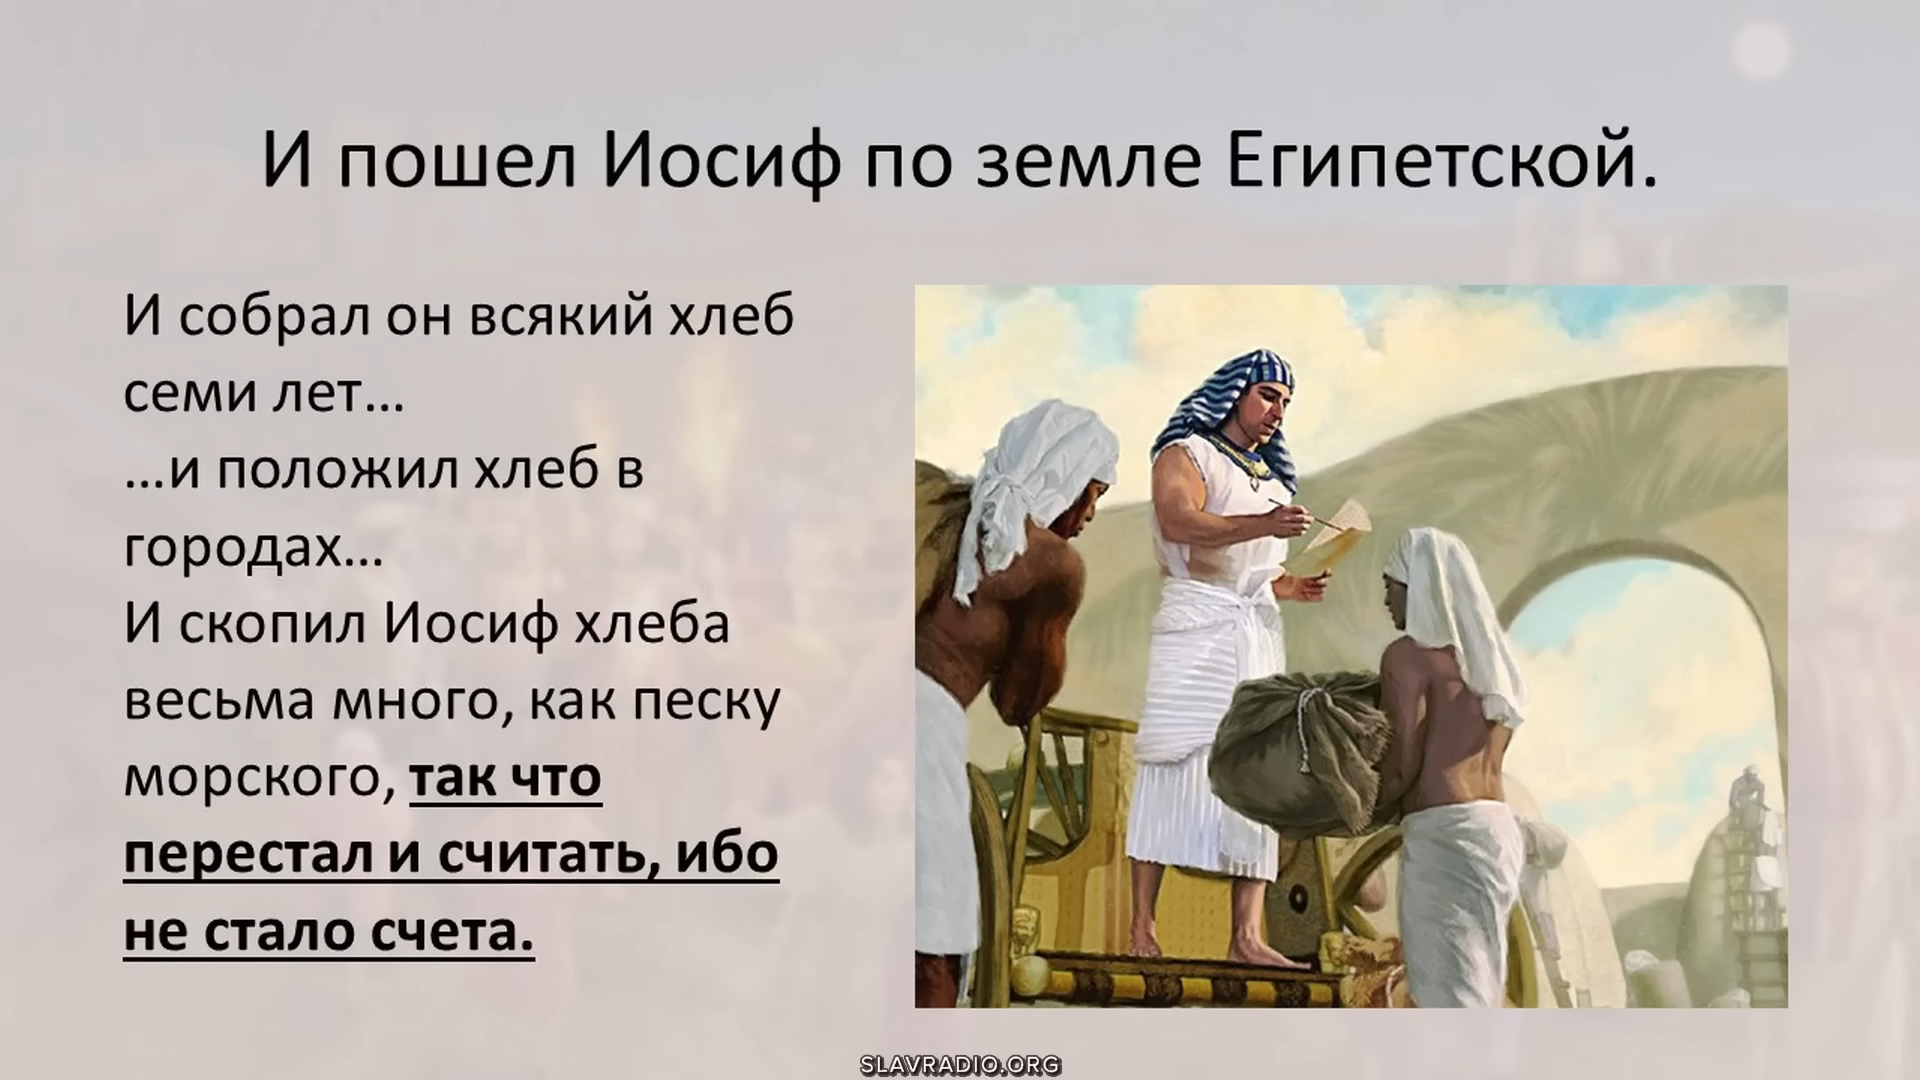 И пошел Иосиф по земле Египетской.
И собрал он всякий хлеб
семи лет…
…и положил хлеб в
городах…
И скопил Иосиф хлеба
весьма много, как песку
морского, так что
перестал и считать, ибо
не стало счета.
SLAVRADIO.ORG